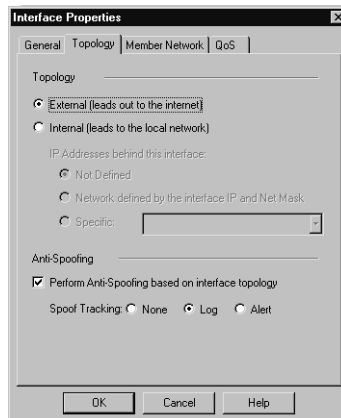 Interface Properties
General Topology Member Network QoS
Topology
External (leads out to the internet)
Internal (leads to the local network)
IP Addresses behind this interface:
Not Defined
Network defined by the interface IP and Net Mask
Specific:
Anti-Spoofing
Perform Anti-Spoofing based on interface topology
Spoof Tracking: None Log Alert
OK Cancel Help